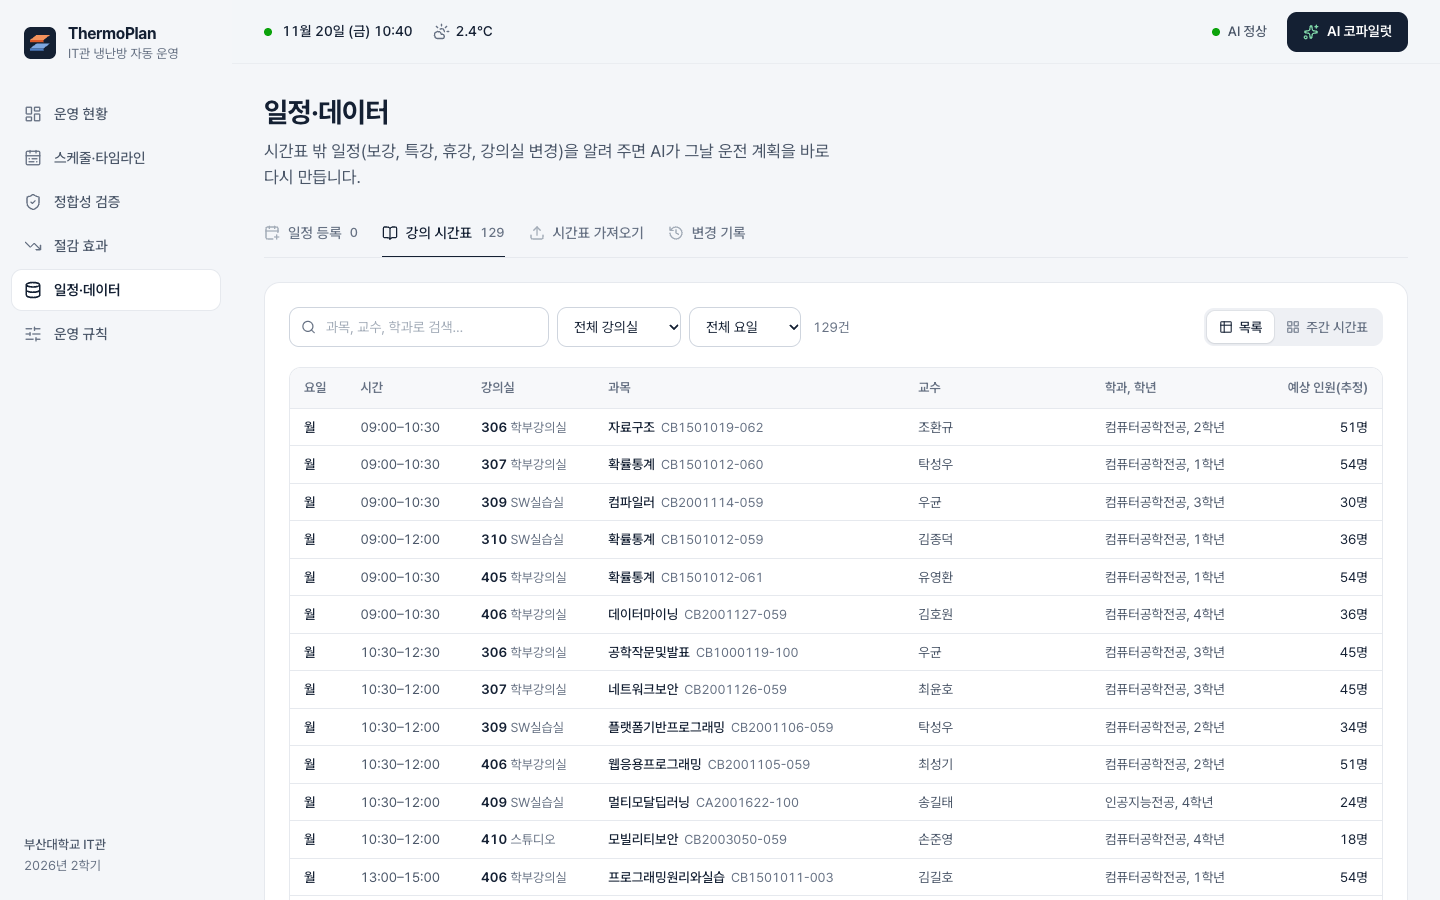 ThermoPlan
IT관 냉난방 자동 운영
운영 현황
스케줄·타임라인
정합성 검증
절감 효과
일정·데이터
운영 규칙
부산대학교 IT관
2026년 2학기
11월 20일 (금) 10:40 2.4°C
AI 정상
AI 코파일럿
일정·데이터
시간표 밖 일정(보강, 특강, 휴강, 강의실 변경)을 알려 주면 AI가 그날 운전 계획을 바로
다시 만듭니다.
일정 등록 0 강의 시간표 129 시간표 가져오기 변경 기록
과목, 교수, 학과로 검색... 전체 강의실 전체 요일 129건 목록 주간 시간표
요일 시간 강의실 과목 교수 학과, 학년 예상 인원(추정)
월 09:00–10:30 306 학부강의실 자료구조 CB1501019-062 조환규 컴퓨터공학전공, 2학년 51명
월 09:00–10:30 307 학부강의실 확률통계 CB1501012-060 탁성우 컴퓨터공학전공, 1학년 54명
월 09:00–10:30 309 SW실습실 컴파일러 CB2001114-059 우균 컴퓨터공학전공, 3학년 30명
월 09:00–12:00 310 SW실습실 확률통계 CB1501012-059 김종덕 컴퓨터공학전공, 1학년 36명
월 09:00–10:30 405 학부강의실 확률통계 CB1501012-061 유영환 컴퓨터공학전공, 1학년 54명
월 09:00–10:30 406 학부강의실 데이터마이닝 CB2001127-059 김호원 컴퓨터공학전공, 4학년 36명
월 10:30–12:30 306 학부강의실 공학작문및발표 CB1000119-100 우균 컴퓨터공학전공, 3학년 45명
월 10:30–12:00 307 학부강의실 네트워크보안 CB2001126-059 최윤호 컴퓨터공학전공, 3학년 45명
월 10:30–12:00 309 SW실습실 플랫폼기반프로그래밍 CB2001106-059 탁성우 컴퓨터공학전공, 2학년 34명
월 10:30–12:00 406 학부강의실 웹응용프로그래밍 CB2001105-059 최성기 컴퓨터공학전공, 2학년 51명
월 10:30–12:00 409 SW실습실 멀티모달딥러닝 CA2001622-100 송길태 인공지능전공, 4학년 24명
월 10:30–12:00 410 스튜디오 모빌리티보안 CB2003050-059 손준영 컴퓨터공학전공, 4학년 18명
월 13:00–15:00 406 학부강의실 프로그래밍원리와실습 CB1501011-003 김길호 컴퓨터공학전공, 1학년 54명